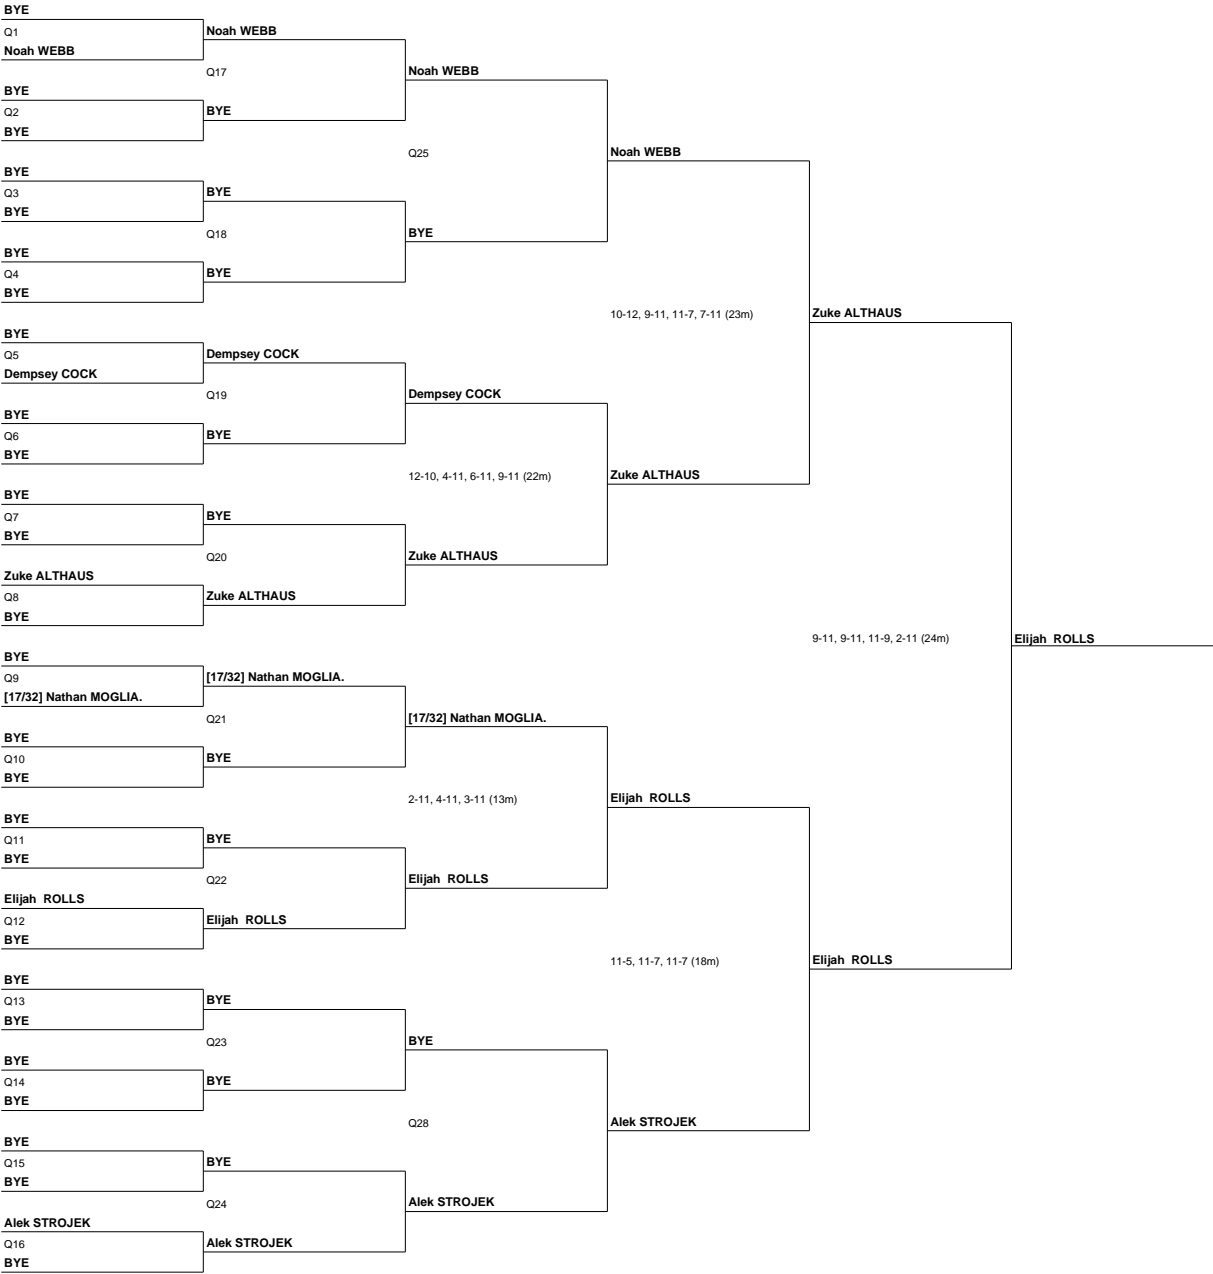 BYE
Q1
Noah WEBB
Noah WEBB
Q17
Noah WEBB
BYE
Q2
BYE
BYE
Q25
Noah WEBB
BYE
Q3
BYE
BYE
Q18
BYE
BYE
Q4
BYE
BYE
10-12, 9-11, 11-7, 7-11 (23m)
Zuke ALTHAUS
BYE
Q5
Dempsey COCK
Dempsey COCK
Q19
Dempsey COCK
BYE
Q6
BYE
BYE
12-10, 4-11, 6-11, 9-11 (22m)
Zuke ALTHAUS
BYE
Q7
BYE
BYE
Q20
Zuke ALTHAUS
Zuke ALTHAUS
Q8
BYE
Zuke ALTHAUS
9-11, 9-11, 11-9, 2-11 (24m)
Elijah  ROLLS
BYE
Q9
[17/32] Nathan MOGLIA.
[17/32] Nathan MOGLIA.
Q21
[17/32] Nathan MOGLIA.
BYE
Q10
BYE
BYE
2-11, 4-11, 3-11 (13m)
Elijah  ROLLS
BYE
Q11
BYE
BYE
Q22
Elijah  ROLLS
Elijah  ROLLS
Q12
BYE
Elijah  ROLLS
11-5, 11-7, 11-7 (18m)
Elijah  ROLLS
BYE
Q13
BYE
BYE
Q23
BYE
BYE
Q14
BYE
BYE
Q28
Alek STROJEK
BYE
Q15
BYE
BYE
Q24
Alek STROJEK
Alek STROJEK
Q16
BYE
Alek STROJEK